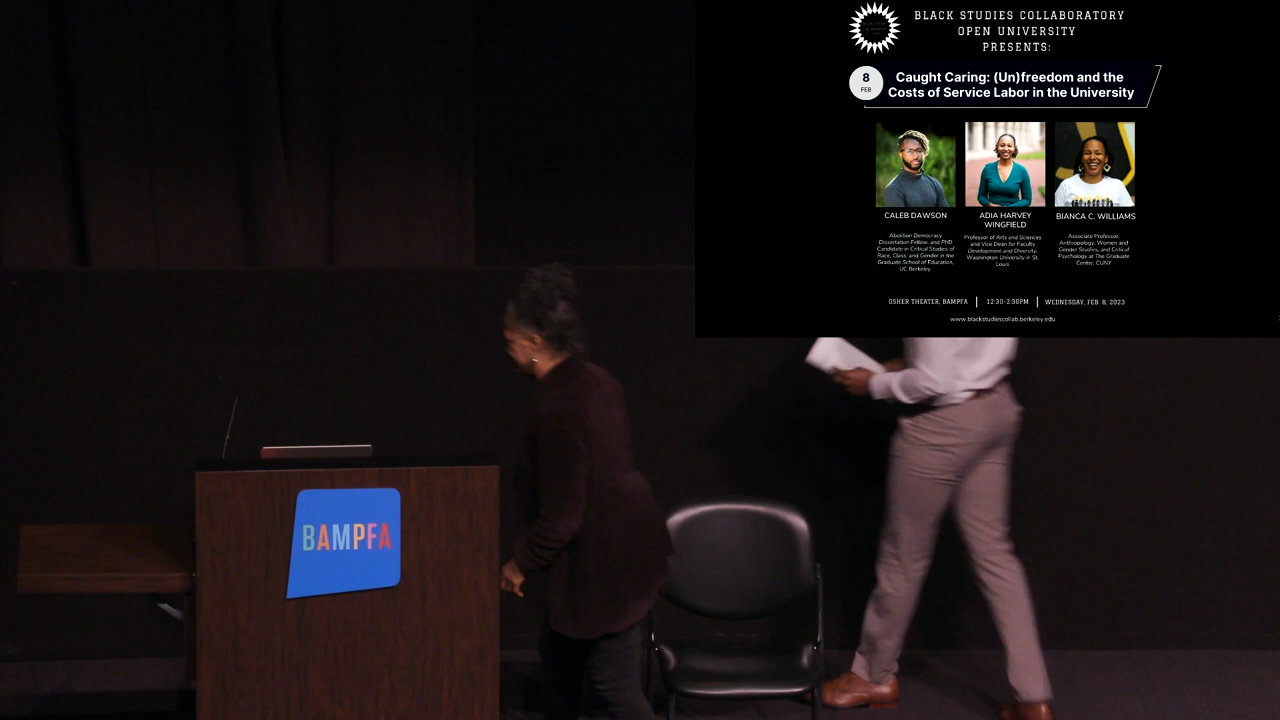 BLACK STUDIES COLLABORATORY
OPEN UNIVERSITY
PRESENTS:
8
FEB
Caught Caring: (Un)freedom and the
Costs of Service Labor in the University
CALEB DAWSON
Abolition Democracy
Dissertation Fellow, and PhD
Candidate in Critical Studies of
Race, Class, and Gender in the
Graduate School of Education,
UC Berkeley
ADIA HARVEY
WINGFIELD
Professor of Arts and Sciences
and Vice Dean for Faculty
Development and Diversity,
Washington University in St.
Louis
BIANCA C. WILLIAMS
Associate Professor,
Anthropology, Women and
Gender Studies, and Critical
Psychology at The Graduate
Center, CUNY
OSHER THEATER, BAMPFA | 12:30-2:30PM | WEDNESDAY, FEB. 8, 2023
www.blackstudiescollab.berkeley.edu
BAMPFA